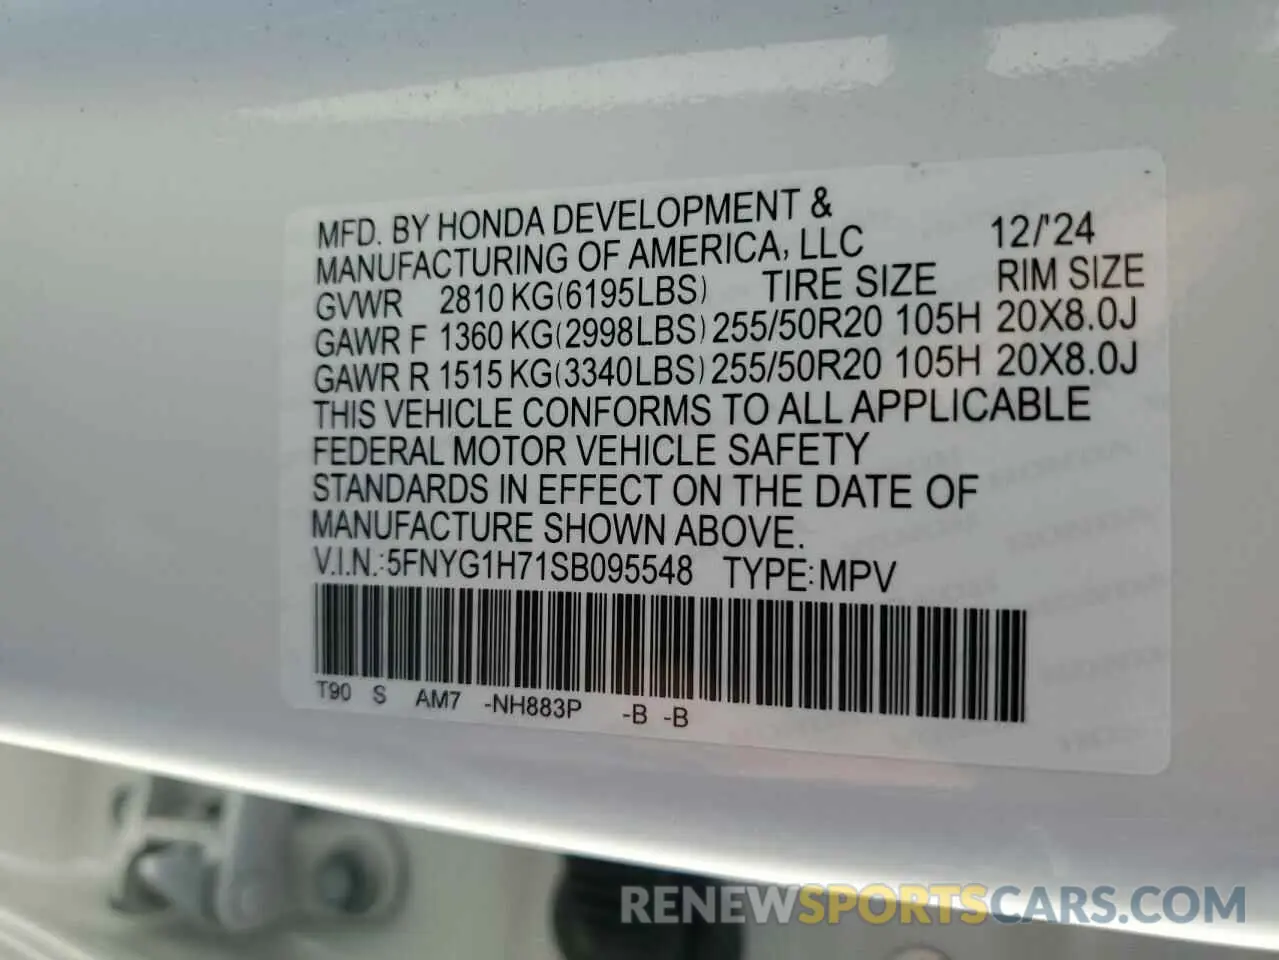 MFD. BY HONDA DEVELOPMENT &
MANUFACTURING OF AMERICA, LLC 12/'24
GVWR 2810 KG(6195LBS) TIRE SIZE RIM SIZE
GAWR F 1360 KG(2998LBS) 255/50R20 105H 20X8.0J
GAWR R 1515 KG(3340LBS) 255/50R20 105H 20X8.0J
THIS VEHICLE CONFORMS TO ALL APPLICABLE
FEDERAL MOTOR VEHICLE SAFETY
STANDARDS IN EFFECT ON THE DATE OF
MANUFACTURE SHOWN ABOVE.
V.I.N.:5FNYG1H71SB095548 TYPE:MPV
T90 S AM7 -NH883P -B -B
RENEWSPORTSCARS.COM